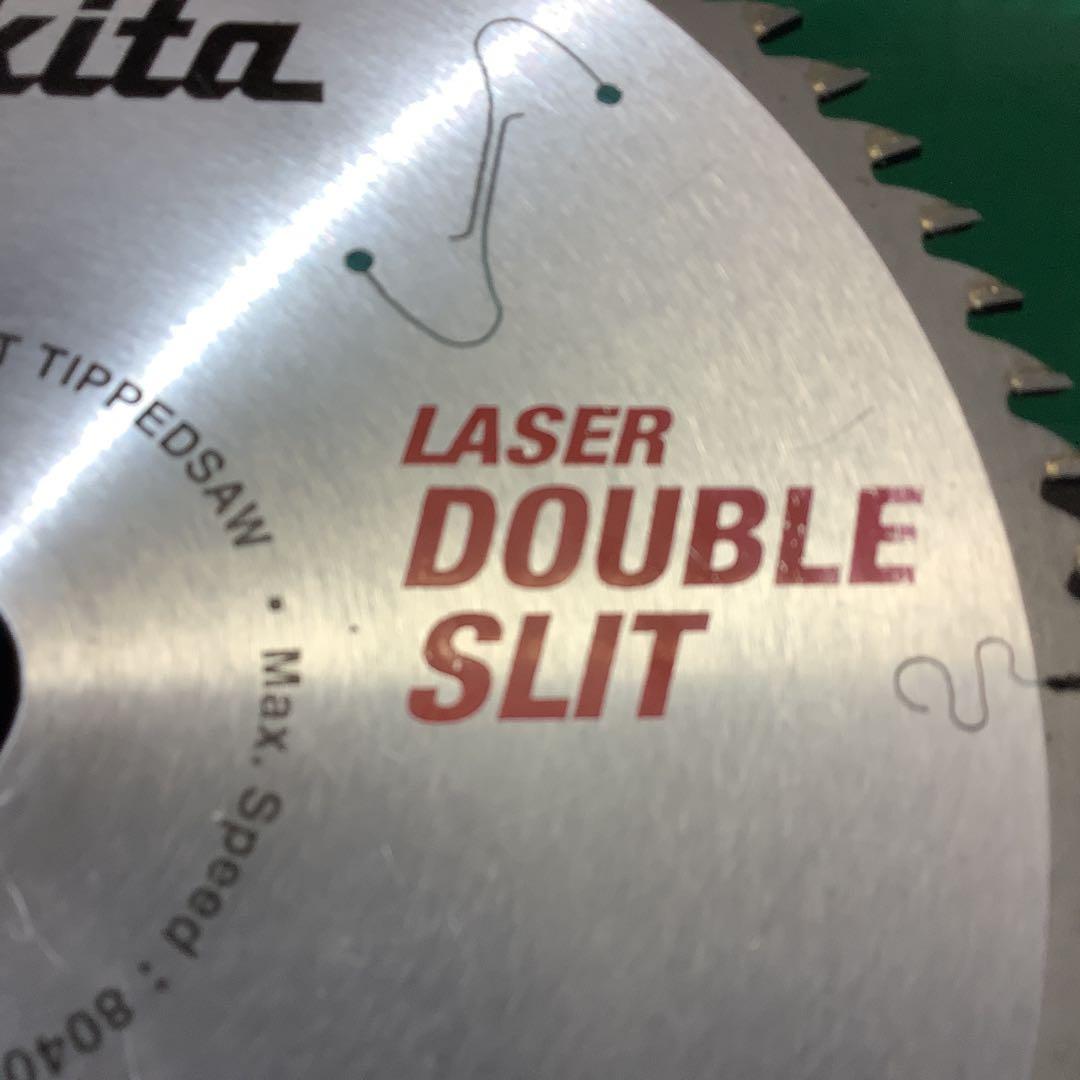 kita
T TIPPEDSAW • Max. Speed : 8040
LASER
DOUBLE
SLIT